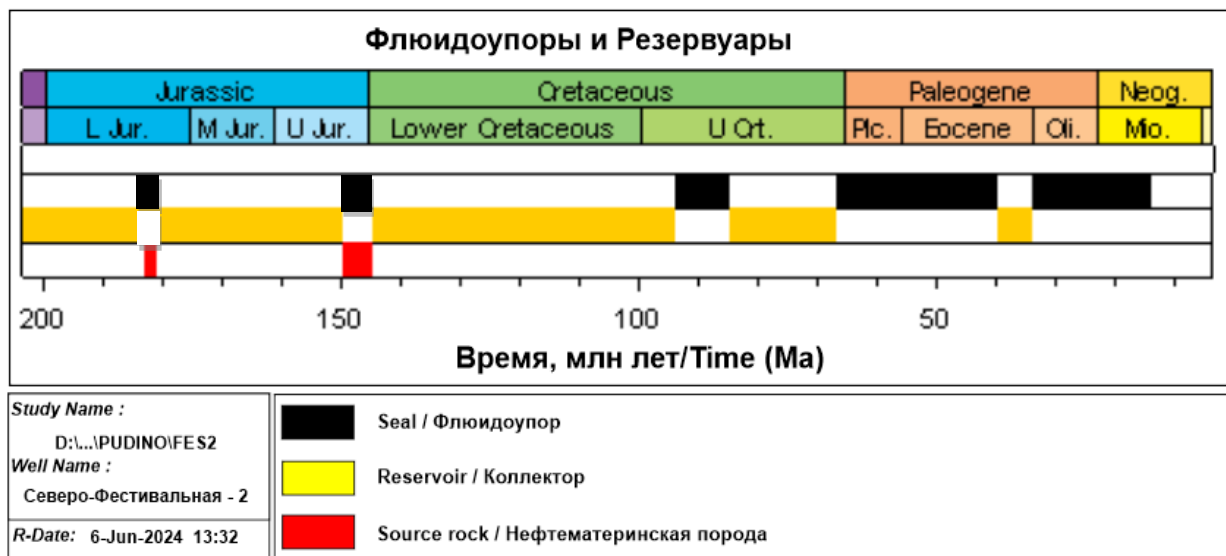 Флюидоупоры и Резервуары
Jurassic Cretaceous Paleogene Neog.
L Jur. M Jur. U Jur. Lower Cretaceous U Crt. Plc. Eocene Oli. Mio.
200 150 100 50
Время, млн лет/Time (Ma)
Study Name :
D:\...\PUDINO\FES2
Well Name :
Северо-Фестивальная - 2
R-Date: 6-Jun-2024 13:32
Seal / Флюидоупор
Reservoir / Коллектор
Source rock / Нефтематеринская порода